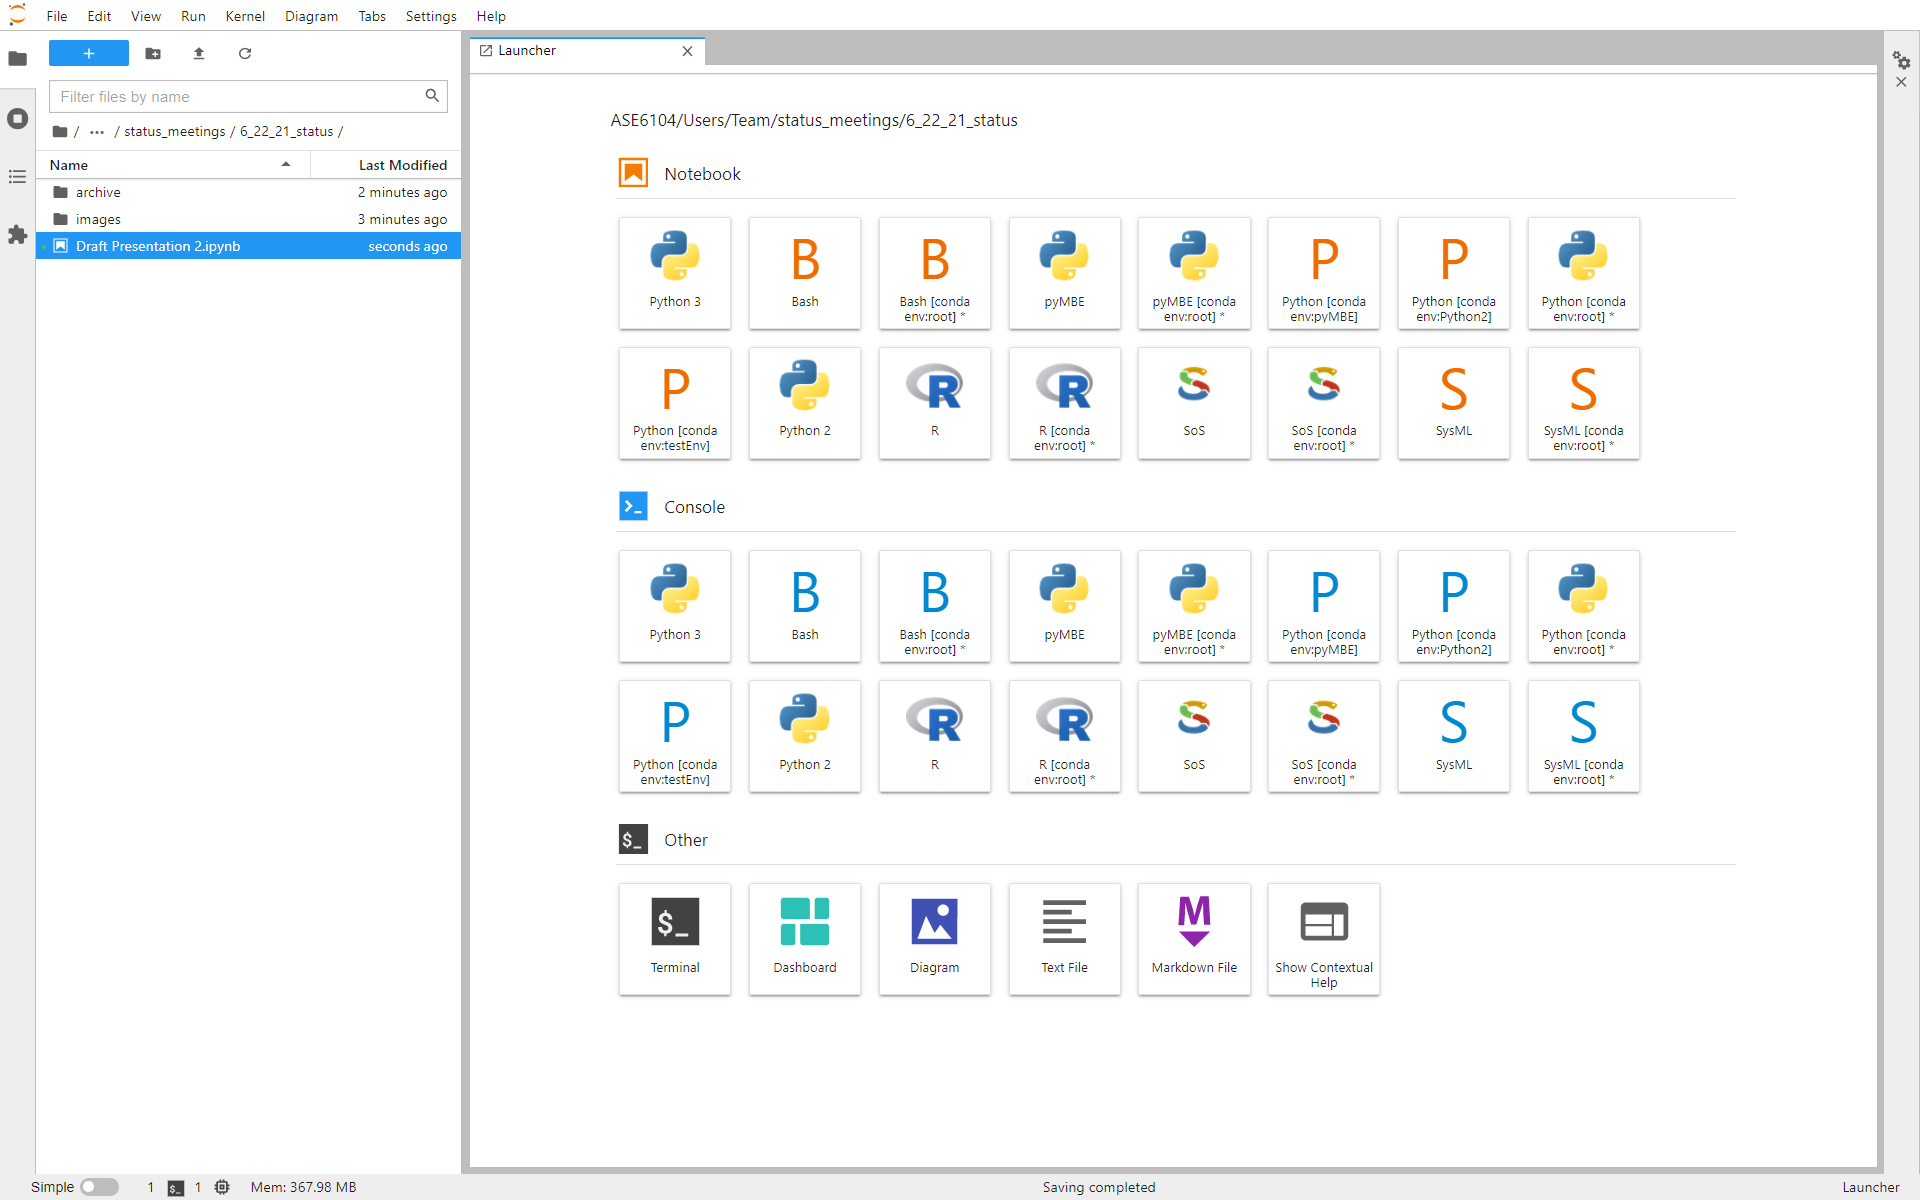 File Edit View Run Kernel Diagram Tabs Settings Help
Launcher
Filter files by name
/ ··· / status_meetings / 6_22_21_status /
Name Last Modified
archive 2 minutes ago
images 3 minutes ago
Draft Presentation 2.ipynb seconds ago
ASE6104/Users/Team/status_meetings/6_22_21_status
Notebook
B B P P
Python 3 Bash Bash [conda pyMBE pyMBE [conda Python [conda Python [conda Python [conda
env:root] * env:root] * env:pyMBE] env:Python2] env:root] *
P R R S S
Python [conda Python 2 R R [conda SoS SoS [conda SysML SysML [conda
env:testEnv] env:root] * env:root] * env:root] *
Console
B B P P
Python 3 Bash Bash [conda pyMBE pyMBE [conda Python [conda Python [conda Python [conda
env:root] * env:root] * env:pyMBE] env:Python2] env:root] *
P R R S S
Python [conda Python 2 R R [conda SoS SoS [conda SysML SysML [conda
env:testEnv] env:root] * env:root] * env:root] *
$_ Other
$_ M
Terminal Dashboard Diagram Text File Markdown File Show Contextual
Help
Simple 1 $_ 1 Mem: 367.98 MB Saving completed Launcher